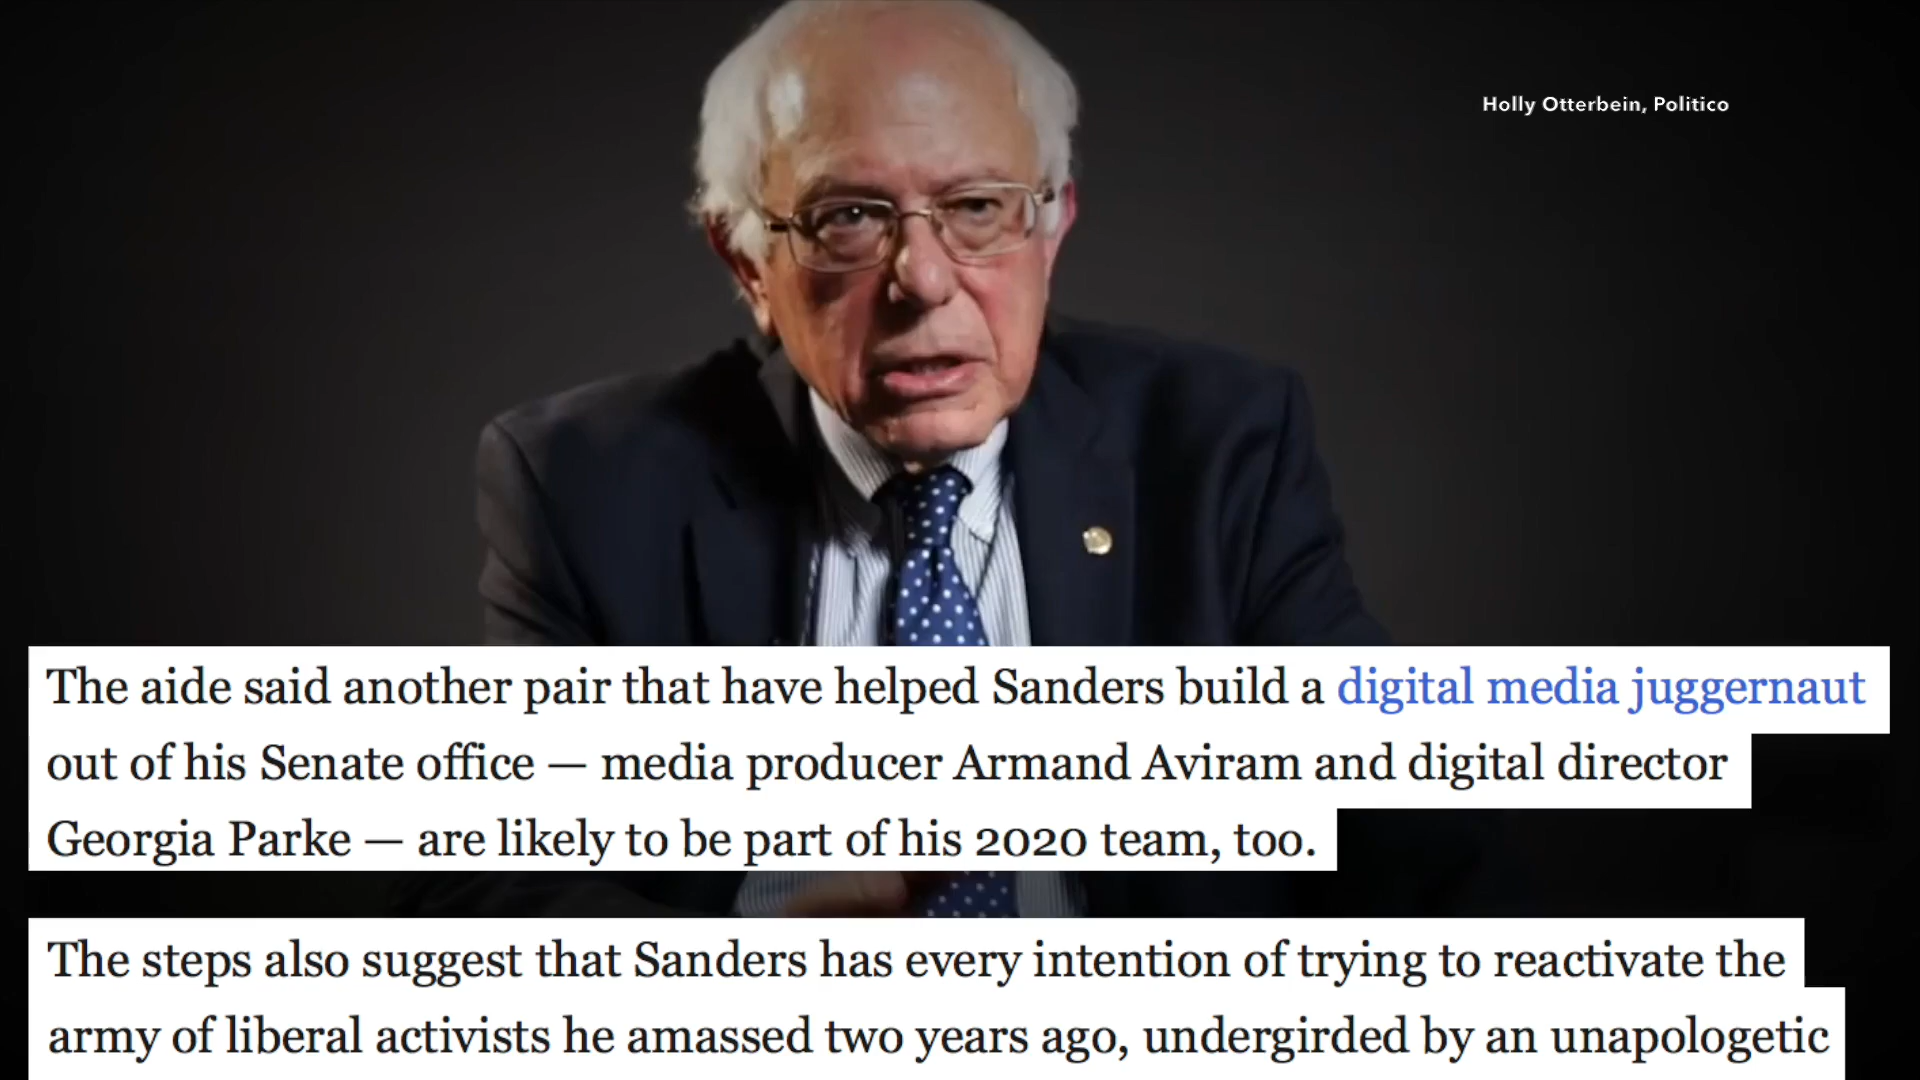 Holly Otterbein, Politico
The aide said another pair that have helped Sanders build a digital media juggernaut
out of his Senate office — media producer Armand Aviram and digital director
Georgia Parke — are likely to be part of his 2020 team, too.
The steps also suggest that Sanders has every intention of trying to reactivate the
army of liberal activists he amassed two years ago, undergirded by an unapologetic